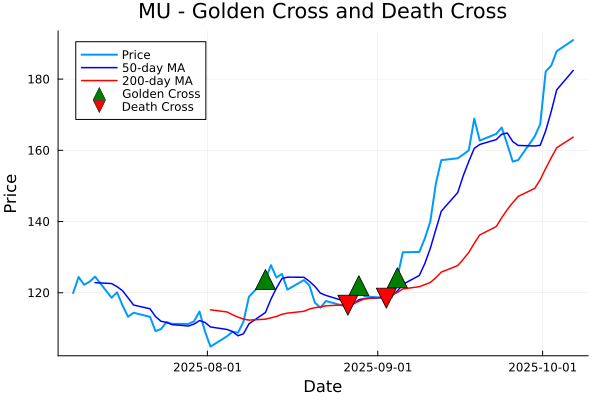 MU - Golden Cross and Death Cross
Price
50-day MA
200-day MA
Golden Cross
Death Cross
Price
180
160
140
120
2025-08-01
2025-09-01
2025-10-01
Date